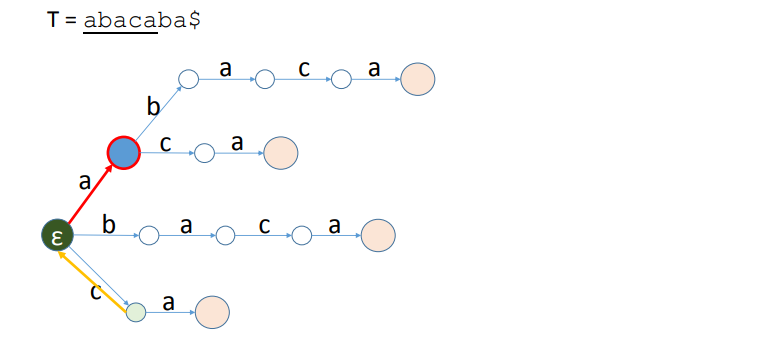 T = abacaba$
a c a
b
c a
a
ε b a c a
c a